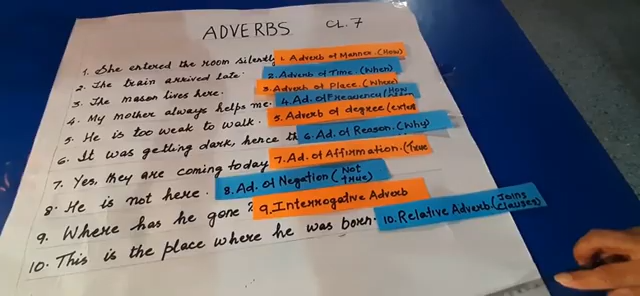 ADVERBS CL.7
1. She entered the room silently 1. Adverb of Manner. (How)
2. The train arrived late. 2. Adverb of Time. (When)
3. The mason lives here. 3. Adverb of Place. (Where)
4. My mother always helps me. 4. Ad. of Frequency (How
5. He is too weak to walk. 5. Adverb of degree (extent
6. It was getting dark, hence th 6. Ad. of Reason. (Why)
7. Yes, they are coming today 7. Ad. of Affirmation. (True
8. He is not here. 8. Ad. of Negation (Not true)
9. Where has he gone ? 9. Interrogative Adverb
10. This is the place where he was born. 10. Relative Adverb (Joins clauses)